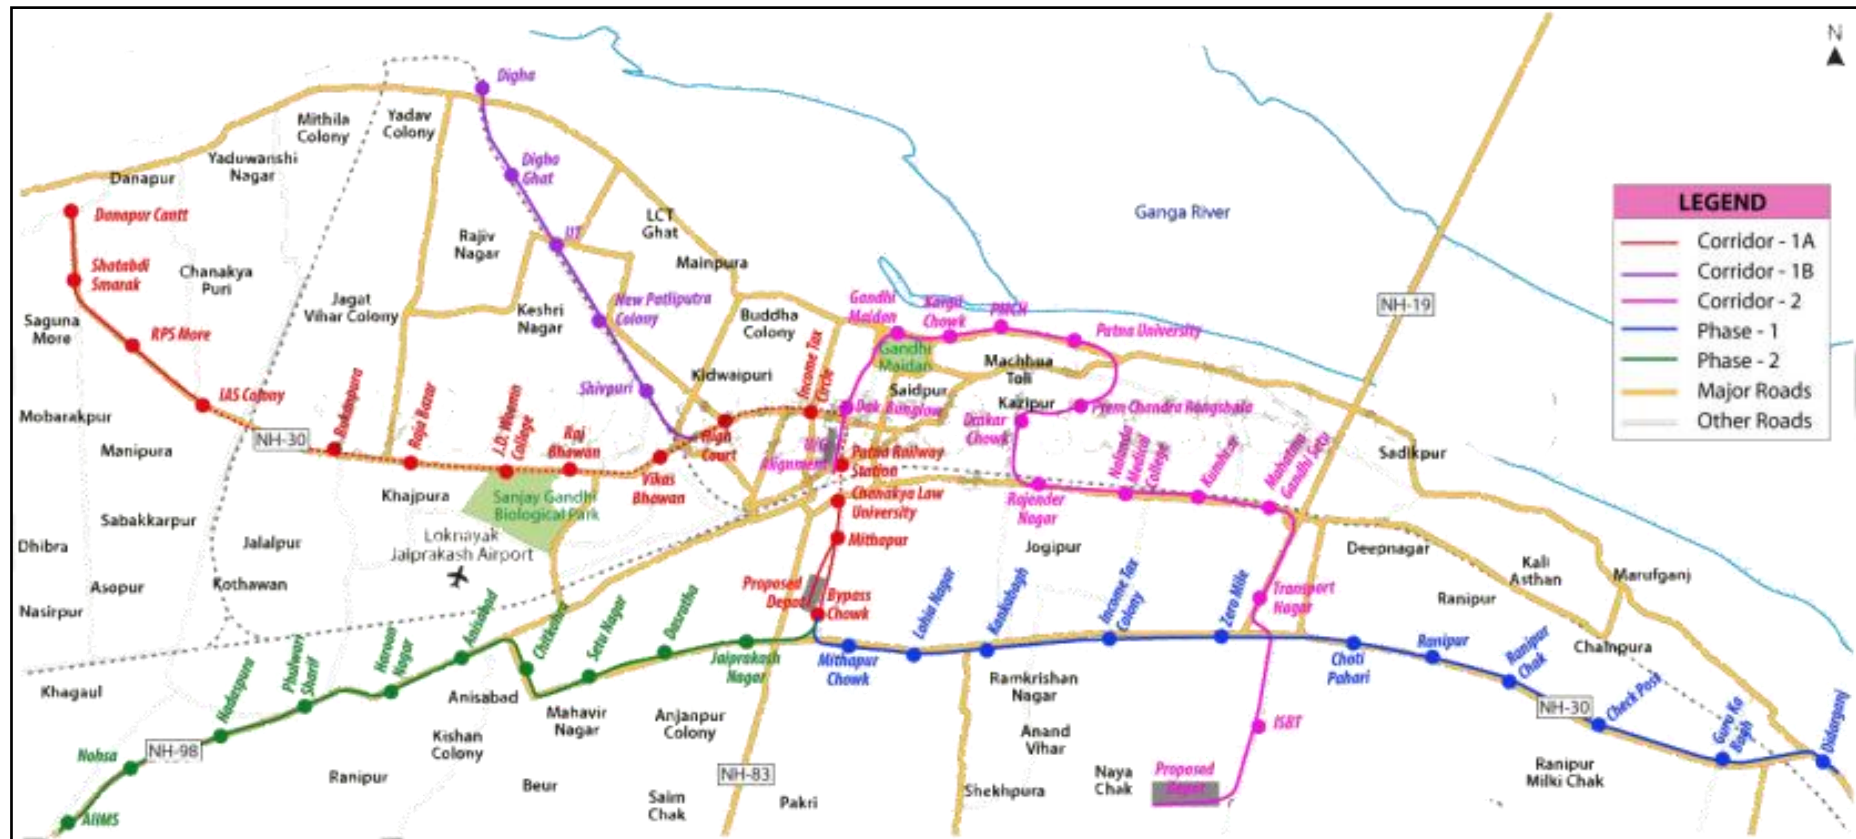 N
Digha
Mithila
Colony
Yadav
Colony
Yaduwanshi
Nagar
Danapur
Digha
Ghat
Danapur Cantt
LCT
Ghat
Ganga River
LEGEND
Corridor - 1A
Corridor - 1B
Corridor - 2
Phase - 1
Phase - 2
Major Roads
Other Roads
IIT
Rajiv
Nagar
Mainpura
Shatabdi
Smarak
Chanakya
Puri
Jagat
Vihar Colony
Keshri
Nagar
New Patliputra
Colony
Buddha
Colony
Gandhi
Maidan
Kargil
Chowk
PMCH
Patna University
NH-19
Saguna
More
RPS More
Gandhi
Maidan
Machhua
Toli
Kidwaipuri
Income Tax
Circle
Saidpur
Shivpuri
IAS Colony
Mobarakpur
Rukanpura
Raja Bazar
J.D. Women
College
Raj
Bhawan
Dak Bunglow
Kazipur
Prem Chandra Rangshala
Dinkar
Chowk
NH-30
Manipura
High
Court
U/G
Alignment
Patna Railway
Station
Nalanda
Medical
College
Kumhrar
Mahatma
Gandhi Setu
Sadikpur
Vikas
Bhawan
Khajpura
Sanjay Gandhi
Biological Park
Chanakya Law
University
Rajender
Nagar
Sabakkarpur
Loknayak
Jaiprakash Airport
Mithapur
Dhibra
Jalalpur
Jogipur
Deepnagar
Kali
Asthan
Marufganj
Asopur
Kothawan
Proposed
Depot
Bypass
Chowk
Nasirpur
Anisabad
Chitkohra
Setu Nagar
Dasratha
Lohia Nagar
Kankabagh
Income Tax
Colony
Zero Mile
Transport
Nagar
Ranipur
Chainpura
Hadaspura
Phulwari
Sharif
Haroon
Nagar
Jaiprakash
Nagar
Mithapur
Chowk
Choti
Pahari
Ranipur
Ranipur
Chak
Khagaul
Anisabad
Mahavir
Nagar
Anjanpur
Colony
Ramkrishan
Nagar
NH-30
Check Post
Guru Ka
Bagh
Didarganj
Nohsa
NH-98
Kishan
Colony
Anand
Vihar
ISBT
Ranipur
Beur
NH-83
Saim
Chak
Pakri
Shekhpura
Naya
Chak
Proposed
Depot
Ranipur
Milki Chak
AIIMS